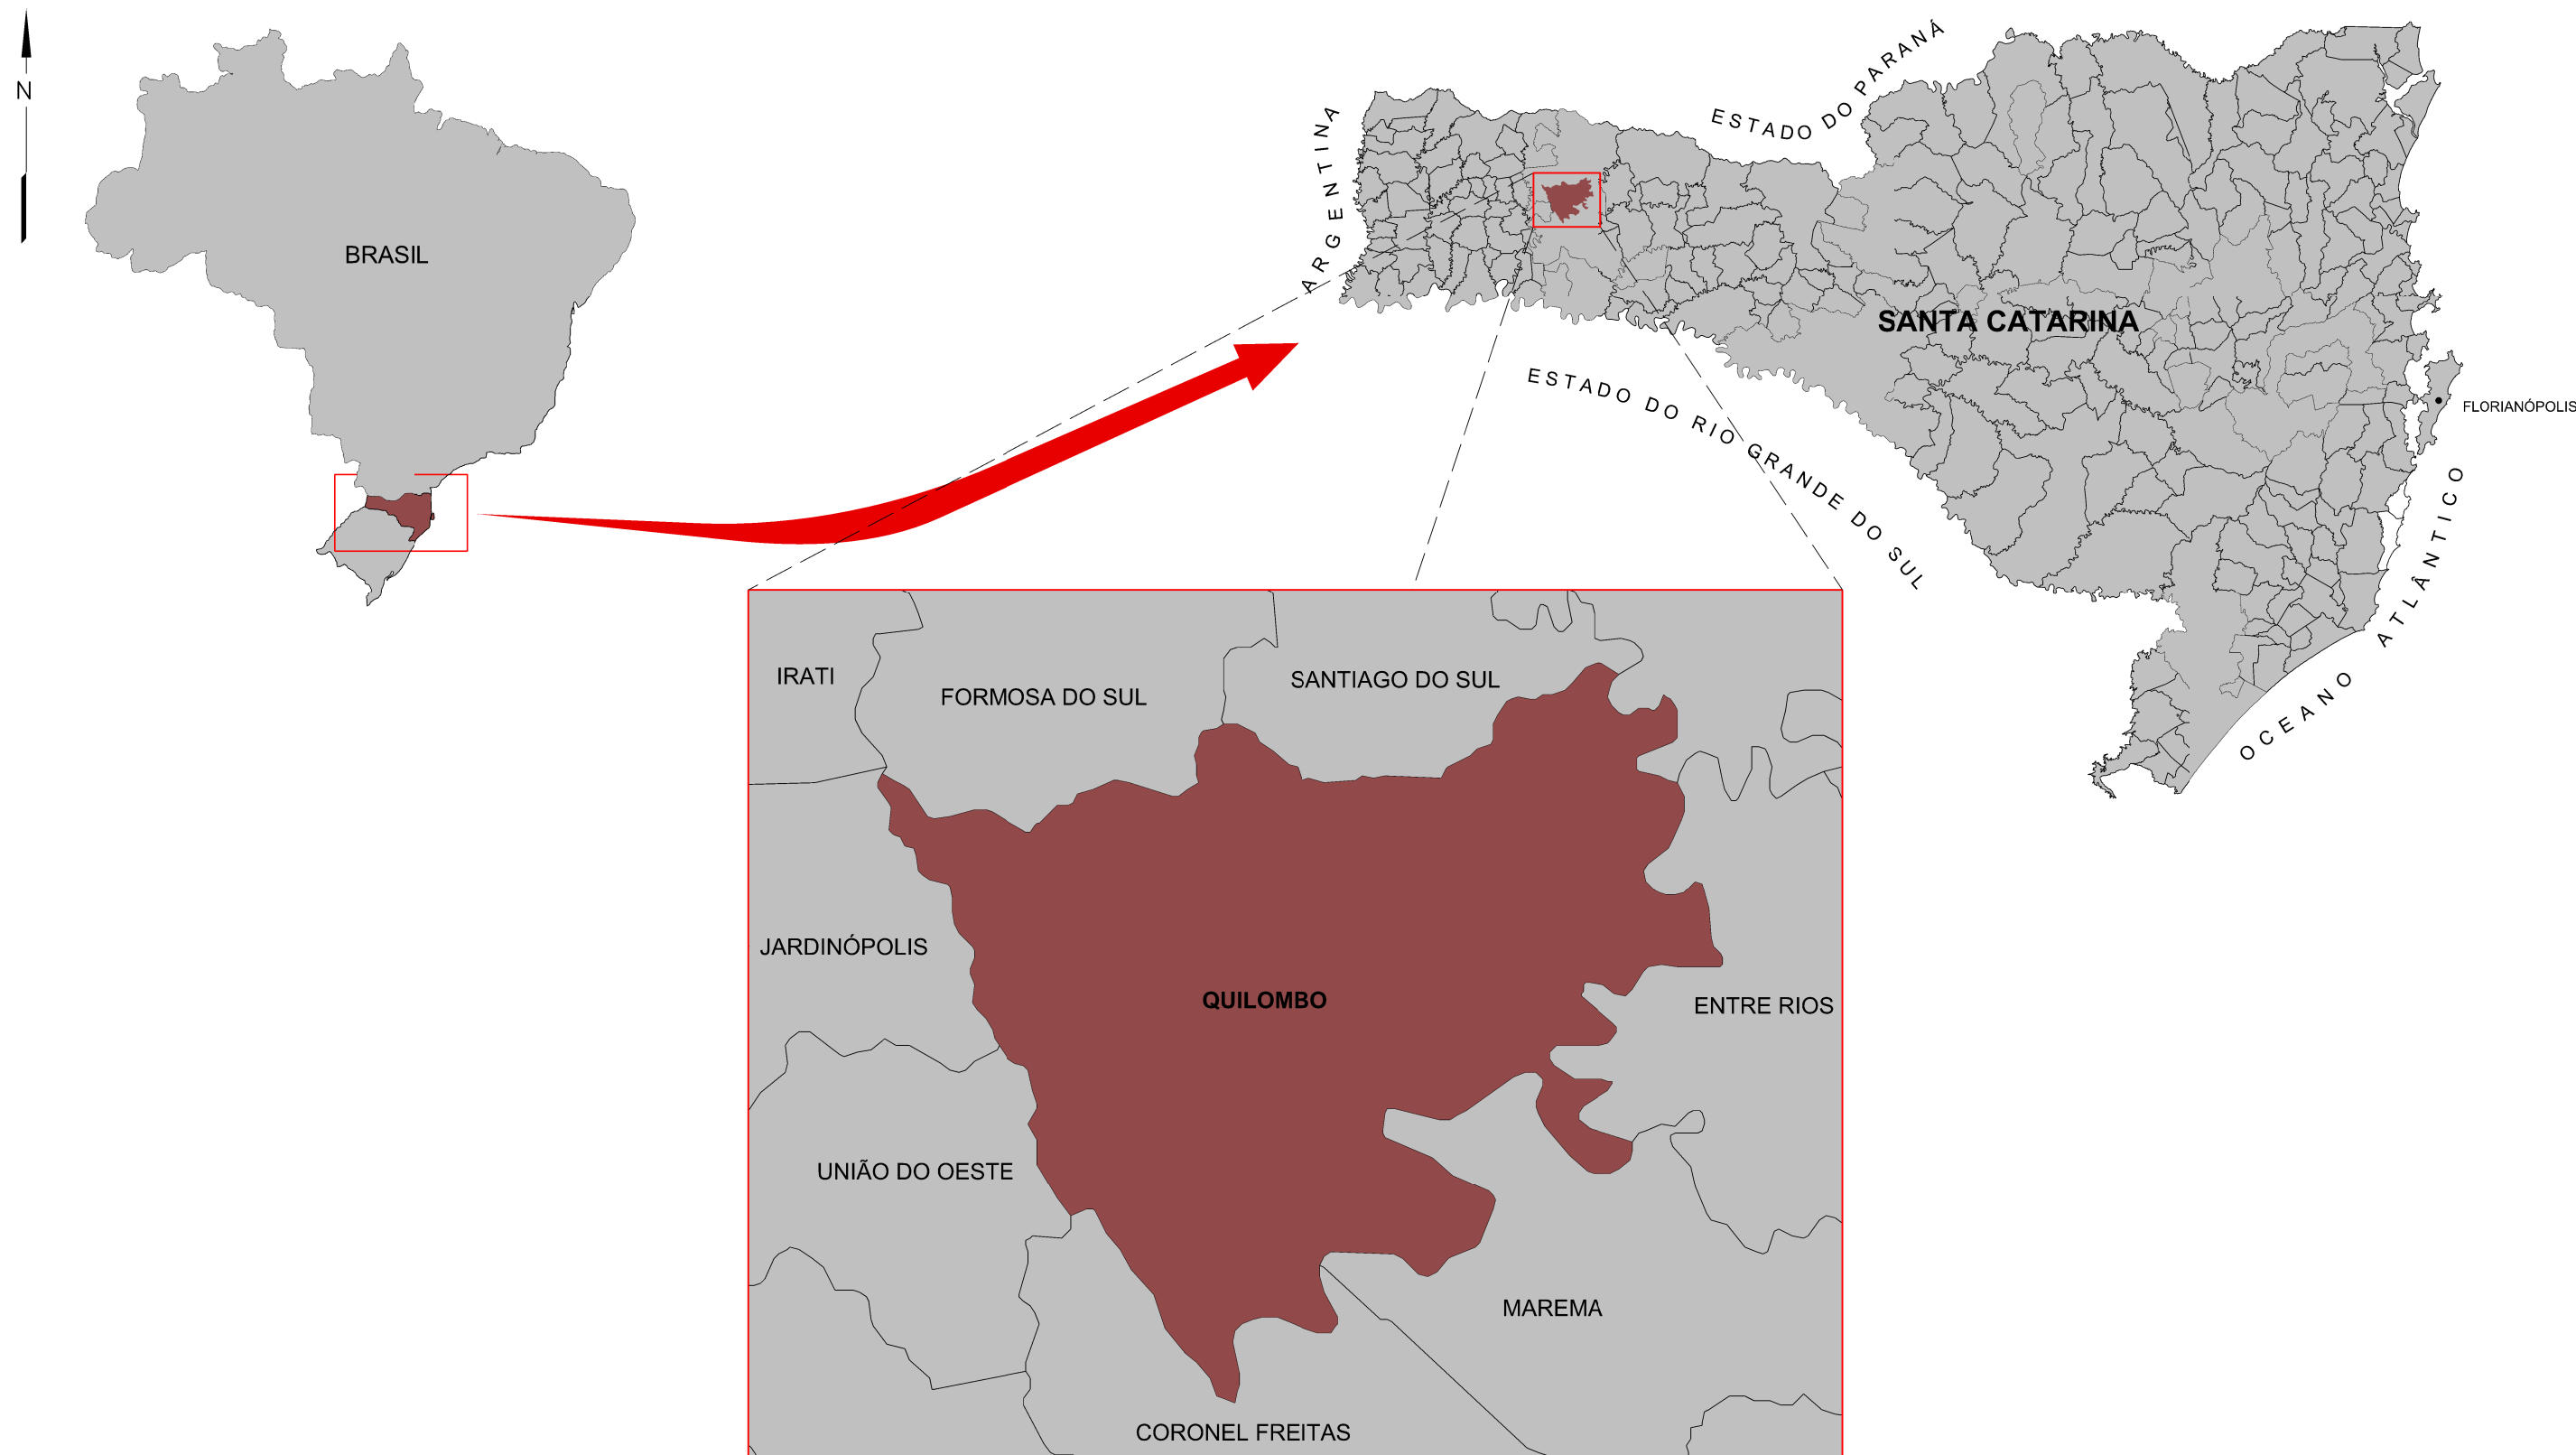 N
BRASIL
ARGENTINA
ESTADO DO PARANÁ
SANTA CATARINA
FLORIANÓPOLIS
ESTADO DO RIO GRANDE DO SUL
OCEANO ATLÂNTICO
IRATI
FORMOSA DO SUL
SANTIAGO DO SUL
JARDINÓPOLIS
QUILOMBO
ENTRE RIOS
UNIÃO DO OESTE
MAREMA
CORONEL FREITAS